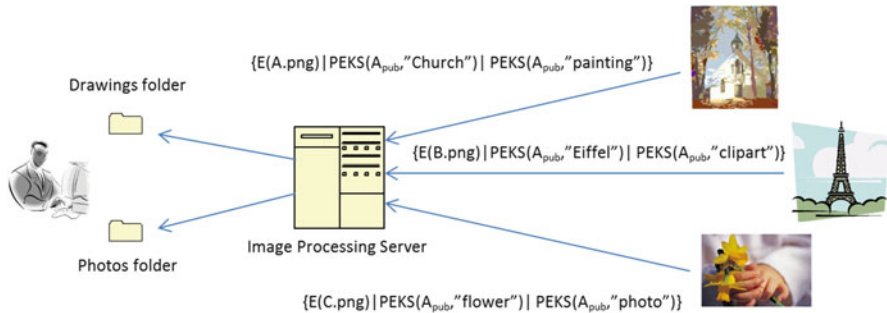 {E(A.png)|PEKS(Apub,"Church")| PEKS(Apub,"painting")}
Drawings folder
{E(B.png)|PEKS(Apub,"Eiffel")| PEKS(Apub,"clipart")}
Image Processing Server
Photos folder
{E(C.png)|PEKS(Apub,"flower")| PEKS(Apub,"photo")}